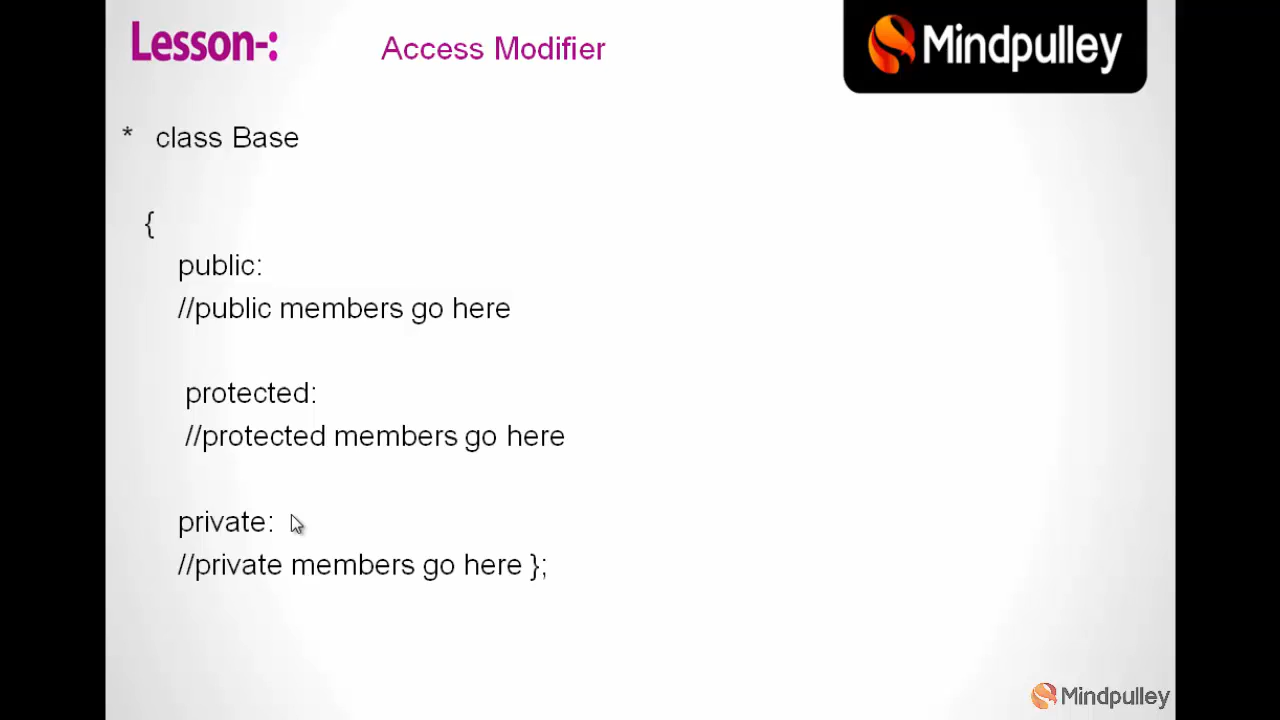 Lesson-: Access Modifier
Mindpulley
* class Base
{
public:
//public members go here
protected:
//protected members go here
private:
//private members go here };
Mindpulley